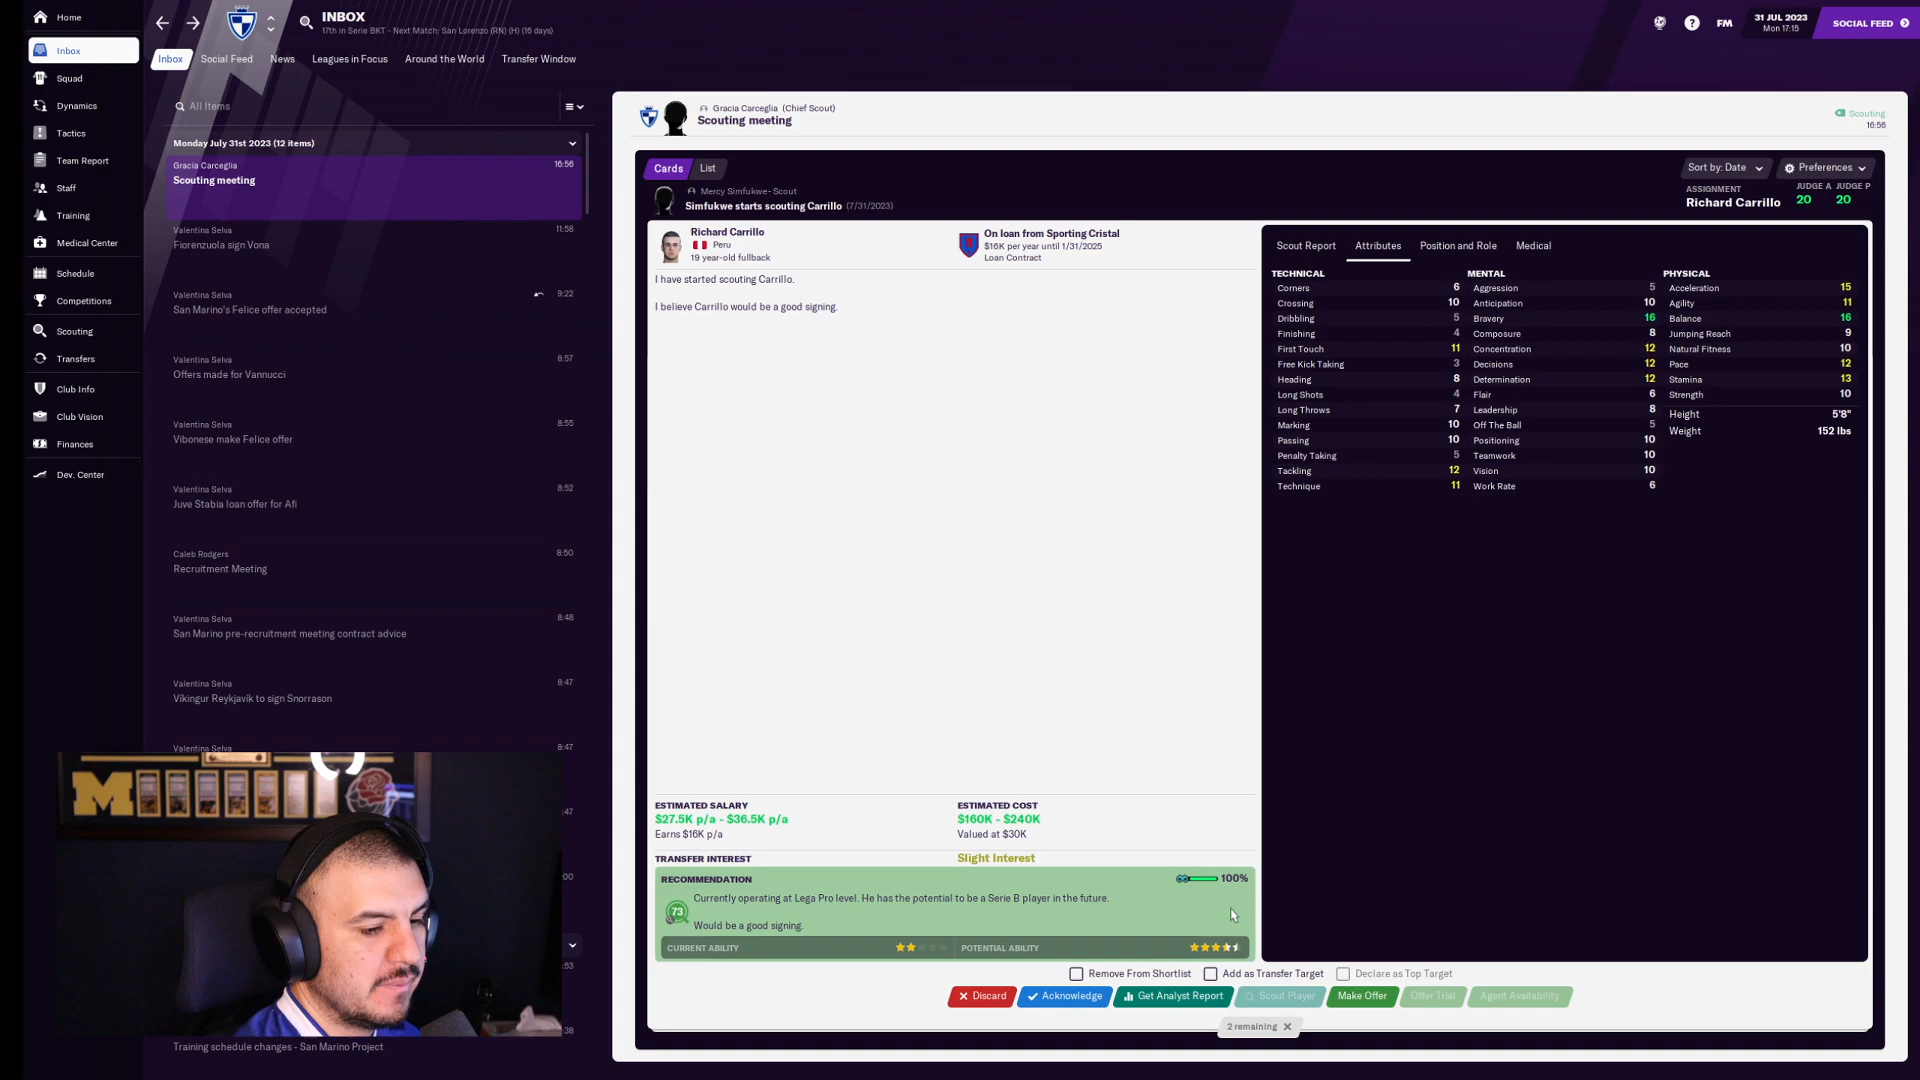 Home
Inbox
Squad
Dynamics
Tactics
Team Report
Staff
Training
Medical Center
Schedule
Competitions
Scouting
Transfers
Club Info
Club Vision
Finances
Dev. Center
INBOX
17th in Serie BKT - Next Match: San Lorenzo (RN) (H) (16 days)
FM
31 JUL 2023
Mon 17:15
SOCIAL FEED
Inbox
Social Feed
News
Leagues in Focus
Around the World
Transfer Window
All Items
Monday July 31st 2023 (12 items)
Gracia Carceglia
16:56
Scouting meeting
Valentina Selva
11:58
Fiorenzuola sign Vona
Valentina Selva
9:22
San Marino's Felice offer accepted
Valentina Selva
8:57
Offers made for Vannucci
Valentina Selva
8:55
Vibonese make Felice offer
Valentina Selva
8:52
Juve Stabia loan offer for Afi
Caleb Rodgers
8:50
Recruitment Meeting
Valentina Selva
8:48
San Marino pre-recruitment meeting contract advice
Valentina Selva
8:47
Víkingur Reykjavík to sign Snorrason
Valentina Selva
8:47
:47
:00
:53
:38
Training schedule changes - San Marino Project
M
Gracia Carceglia (Chief Scout)
Scouting meeting
Scouting
16:56
Cards
List
Sort by: Date
Preferences
Mercy Simfukwe- Scout
Simfukwe starts scouting Carrillo (7/31/2023)
ASSIGNMENT
Richard Carrillo
JUDGE A
20
JUDGE P
20
Richard Carrillo
Peru
19 year-old fullback
On loan from Sporting Cristal
$16K per year until 1/31/2025
Loan Contract
I have started scouting Carrillo.
I believe Carrillo would be a good signing.
ESTIMATED SALARY
$27.5K p/a - $36.5K p/a
Earns $16K p/a
ESTIMATED COST
$160K - $240K
Valued at $30K
TRANSFER INTEREST
Slight Interest
RECOMMENDATION
100%
73
Currently operating at Lega Pro level. He has the potential to be a Serie B player in the future.
Would be a good signing.
CURRENT ABILITY
POTENTIAL ABILITY
Scout Report
Attributes
Position and Role
Medical
TECHNICAL
Corners 6
Crossing 10
Dribbling 5
Finishing 4
First Touch 11
Free Kick Taking 3
Heading 8
Long Shots 4
Long Throws 7
Marking 10
Passing 10
Penalty Taking 5
Tackling 12
Technique 11
MENTAL
Aggression 5
Anticipation 10
Bravery 16
Composure 8
Concentration 12
Decisions 12
Determination 12
Flair 6
Leadership 8
Off The Ball 5
Positioning 10
Teamwork 10
Vision 10
Work Rate 6
PHYSICAL
Acceleration 15
Agility 11
Balance 16
Jumping Reach 9
Natural Fitness 10
Pace 12
Stamina 13
Strength 10
Height 5'8"
Weight 152 lbs
Remove From Shortlist
Add as Transfer Target
Declare as Top Target
Discard
Acknowledge
Get Analyst Report
Scout Player
Make Offer
Offer Trial
Agent Availability
2 remaining